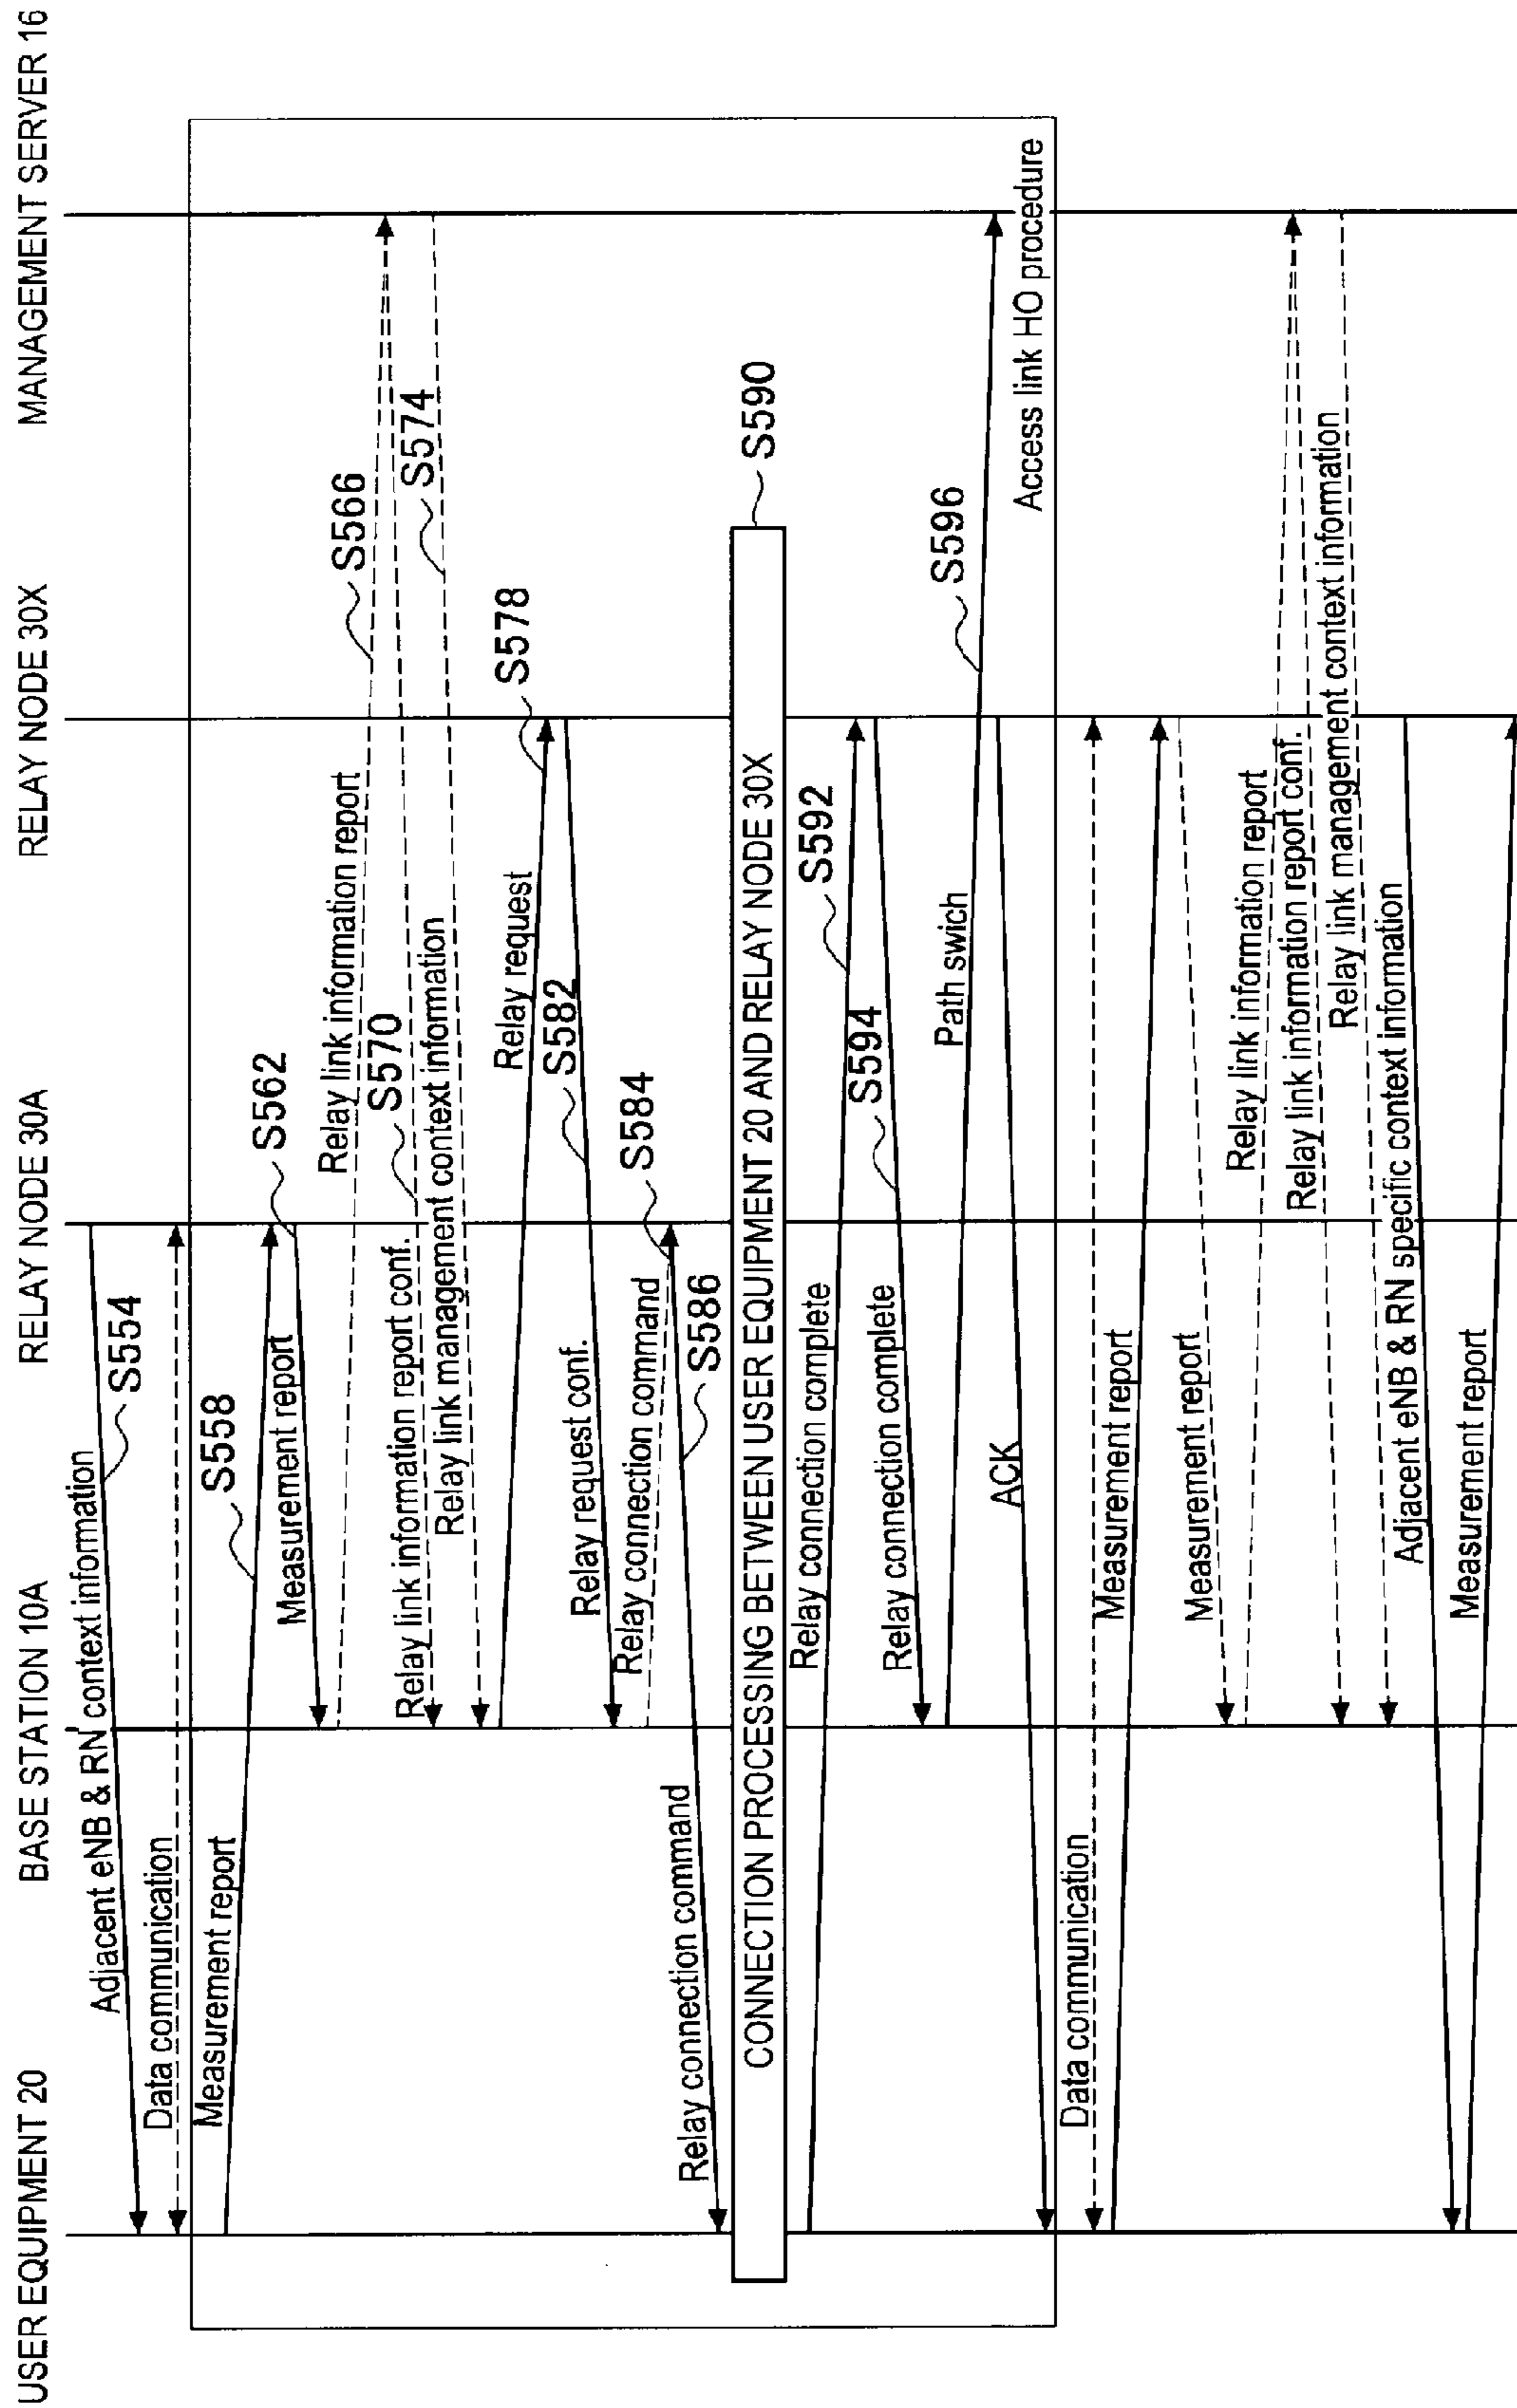 USER EQUIPMENT 20
BASE STATION 10A
RELAY NODE 30A
RELAY NODE 30X
MANAGEMENT SERVER 16
Adjacent eNB & RN context information
S554
Data communication
Measurement report
S558
Measurement report
S562
Relay link information report
S566
Relay link information report conf.
S570
Relay link management context information
S574
Relay request
S578
Relay request conf.
S582
Relay connection command
S584
Relay connection command
S586
CONNECTION PROCESSING BETWEEN USER EQUIPMENT 20 AND RELAY NODE 30X
S590
Relay connection complete
S592
Relay connection complete
S594
Path swich
S596
ACK
Access link HO procedure
Data communication
Measurement report
Measurement report
Relay link information report
Relay link information report conf.
Relay link management context information
Adjacent eNB & RN specific context information
Measurement report